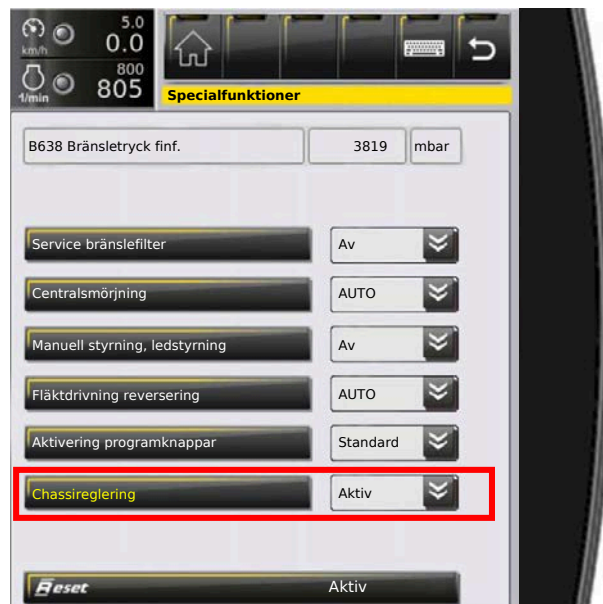 5.0
km/h 0.0
800
1/min 805
Specialfunktioner
B638 Bränsletryck finf. 3819 mbar
Service bränslefilter Av
Centralsmörjning AUTO
Manuell styrning, ledstyrning Av
Fläktdrivning reversering AUTO
Aktivering programknappar Standard
Chassireglering Aktiv
Reset Aktiv